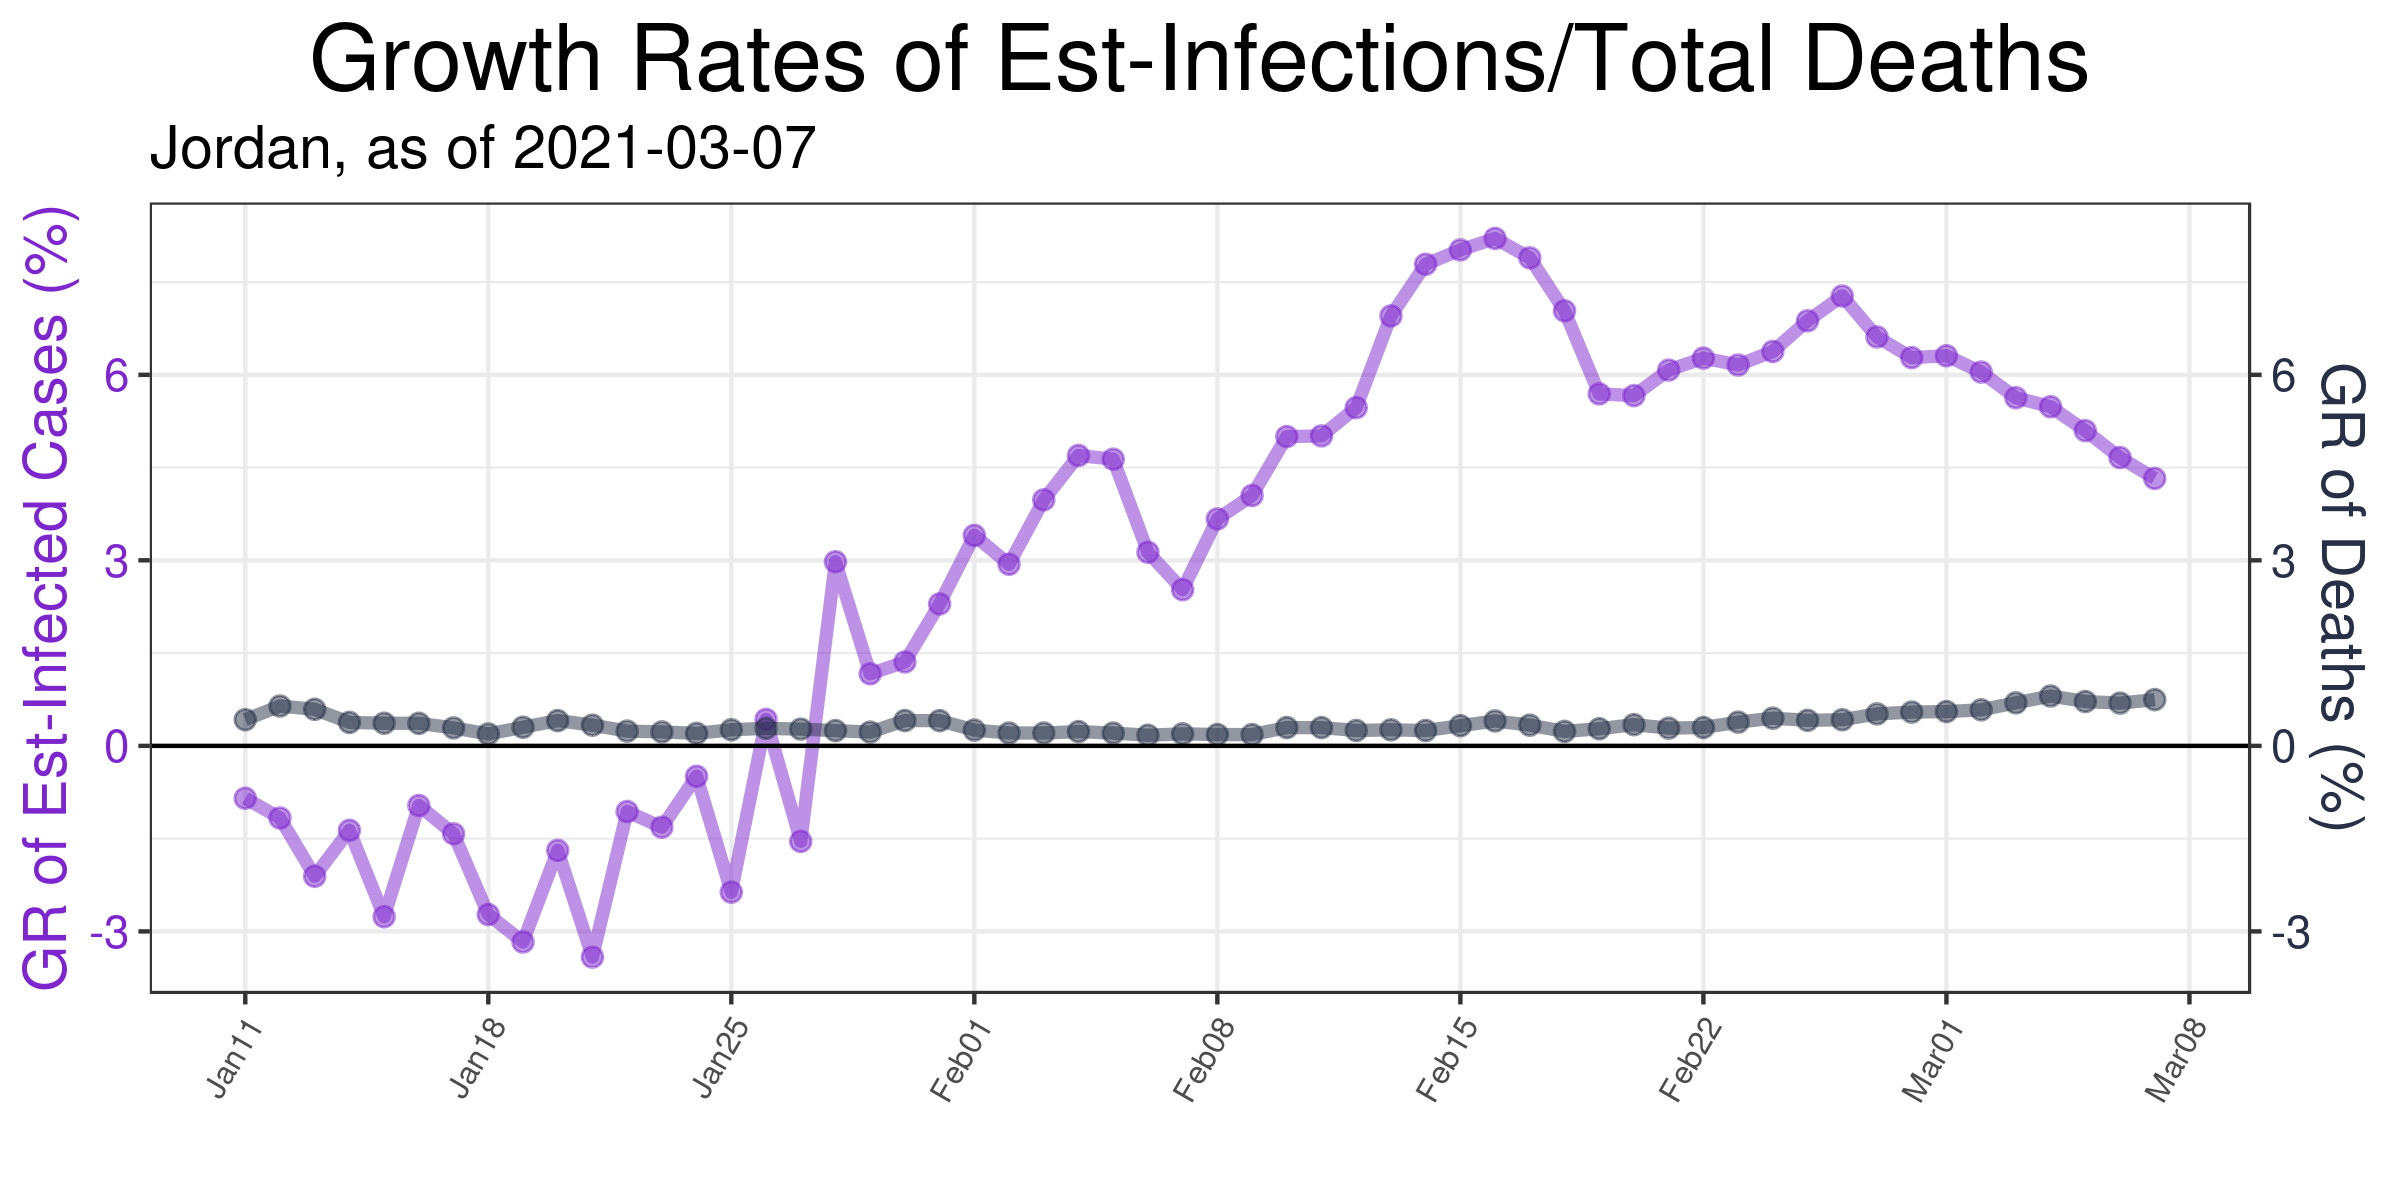 Growth Rates of Est-Infections/Total Deaths
Jordan, as of 2021-03-07
GR of Est-Infected Cases (%)
6
3
0
-3
6
3
0
-3
GR of Deaths (%)
Jan11
Jan18
Jan25
Feb01
Feb08
Feb15
Feb22
Mar01
Mar08